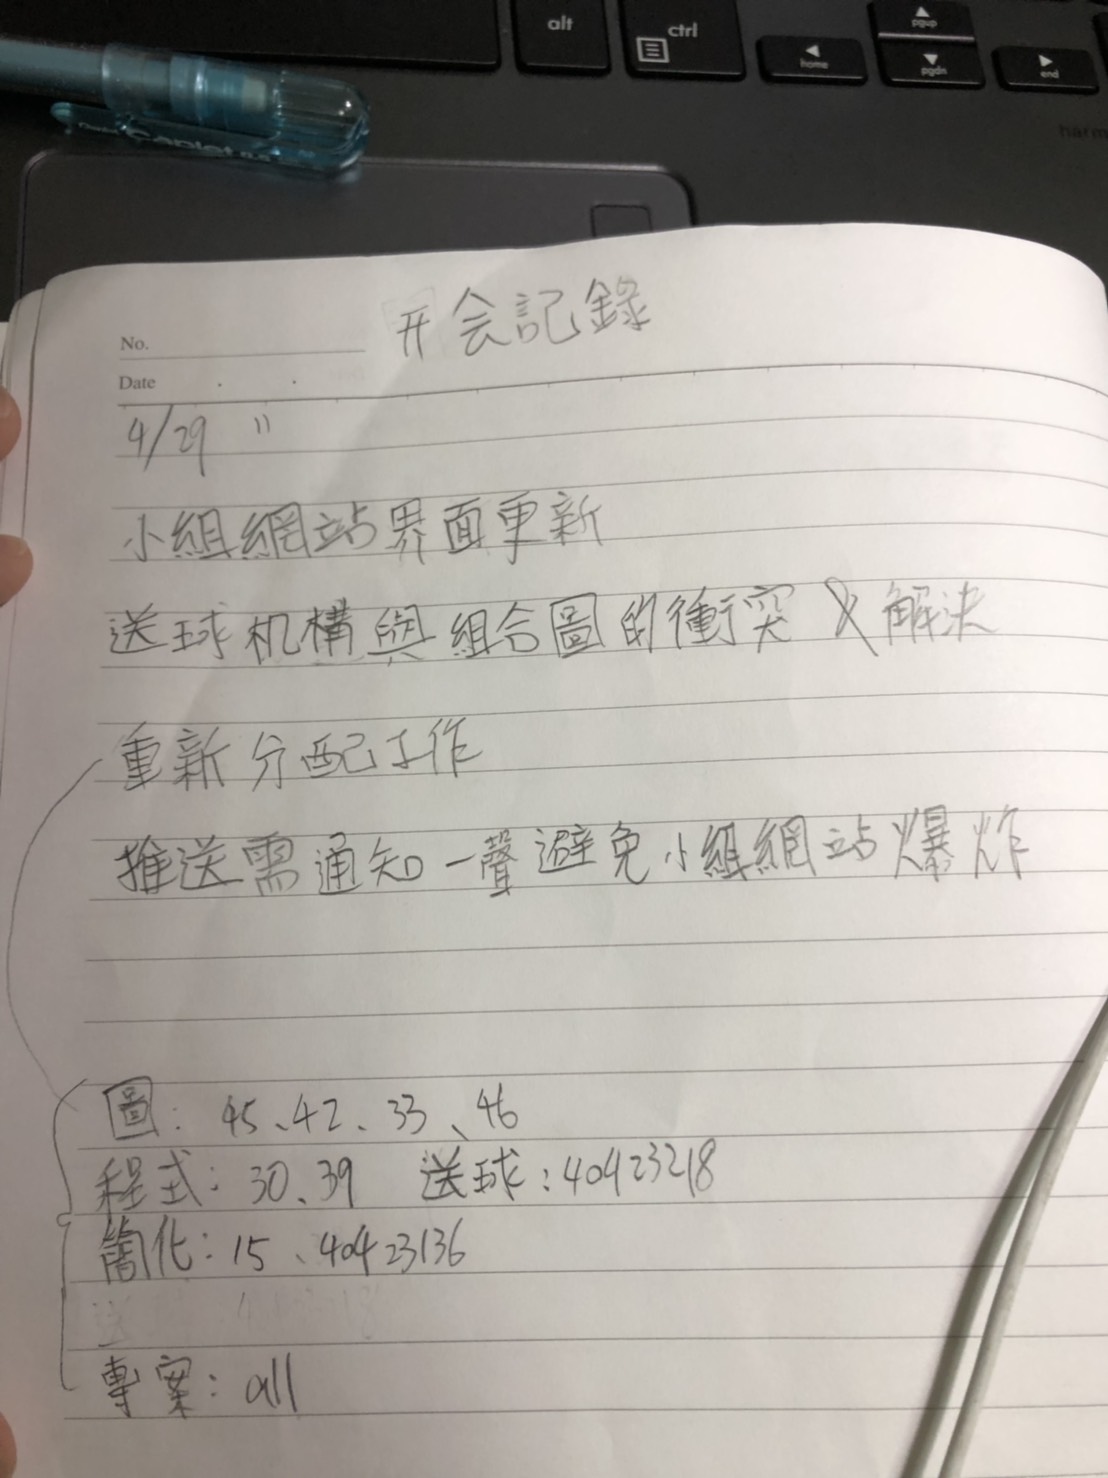 alt
ctrl
home
pgup
pgdn
end
harm
开会記錄
No.
Date
4/29 "
小組網站界面更新
送球机構與組合圖的衝突&解決
重新分配工作
推送需通知一聲避免小組網站爆炸
圖: 45、42、33、46
程式: 30、39 送球:40423218
簡化: 15、40423136
專案: all